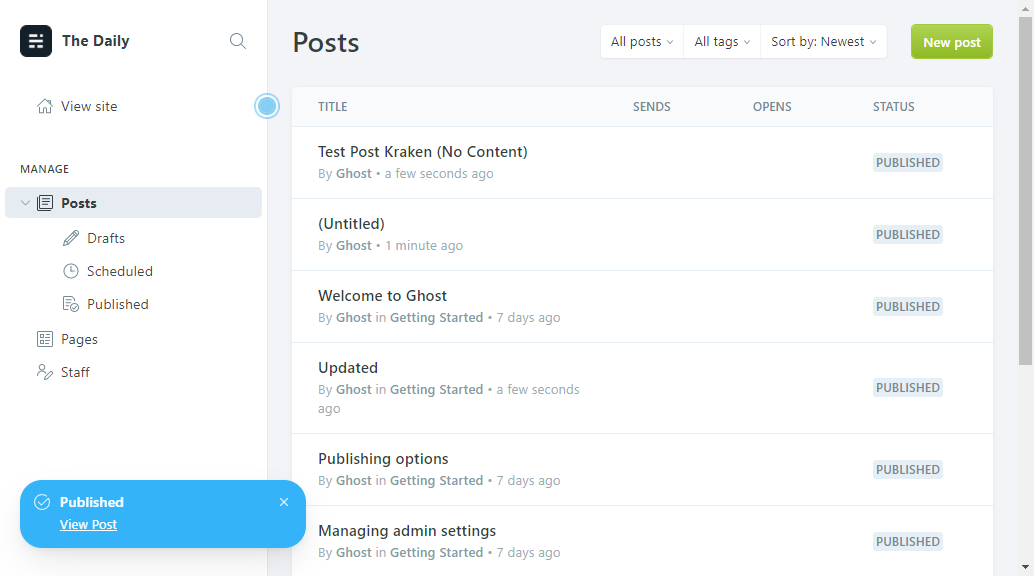 The Daily
View site
MANAGE
Posts
Drafts
Scheduled
Published
Pages
Staff
Published
View Post
Posts
All posts
All tags
Sort by: Newest
New post
TITLE SENDS OPENS STATUS
Test Post Kraken (No Content)
By Ghost • a few seconds ago
PUBLISHED
(Untitled)
By Ghost • 1 minute ago
PUBLISHED
Welcome to Ghost
By Ghost in Getting Started • 7 days ago
PUBLISHED
Updated
By Ghost in Getting Started • a few seconds
ago
PUBLISHED
Publishing options
By Ghost in Getting Started • 7 days ago
PUBLISHED
Managing admin settings
By Ghost in Getting Started • 7 days ago
PUBLISHED